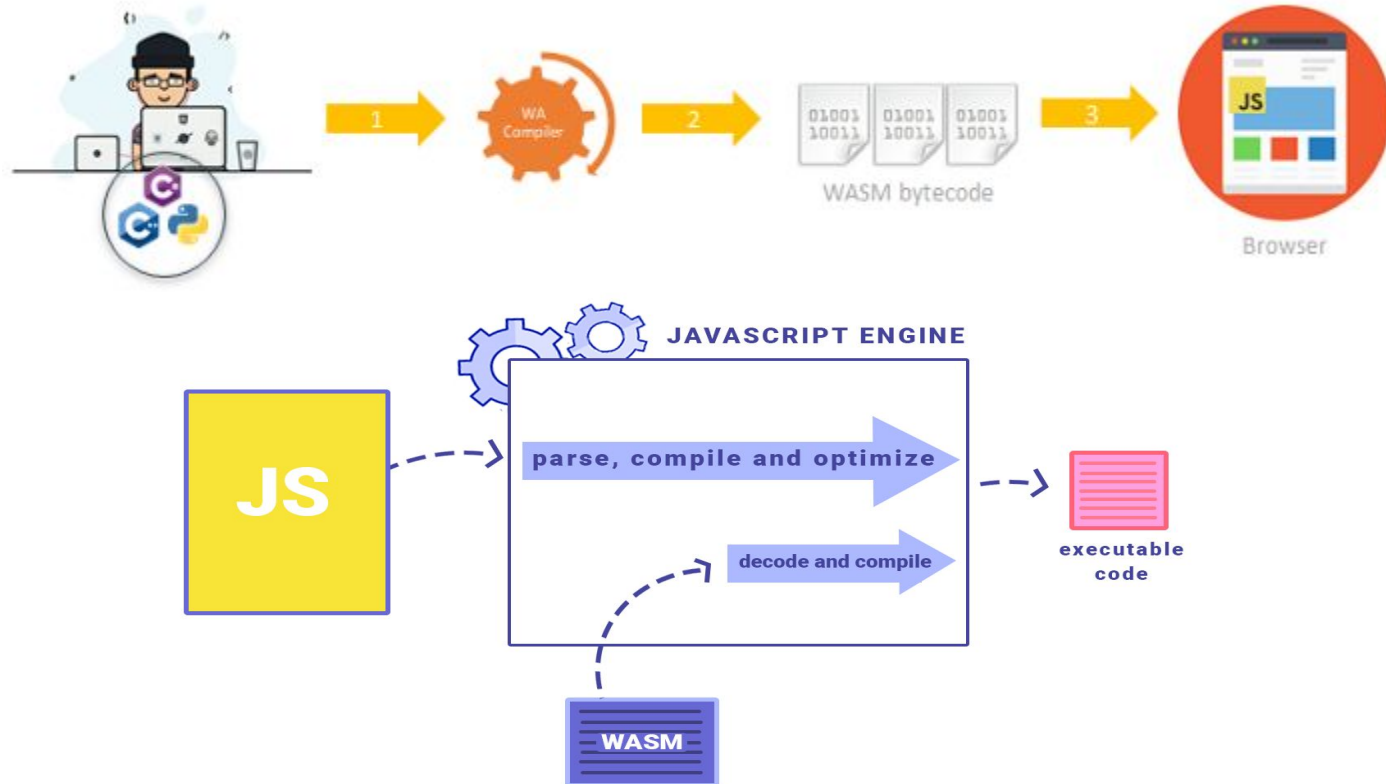 1
WA
Compiler
2
01001
10011
01001
10011
01001
10011
WASM bytecode
3
JS
Browser
C
C++
JAVASCRIPT ENGINE
JS
parse, compile and optimize
decode and compile
executable
code
WASM